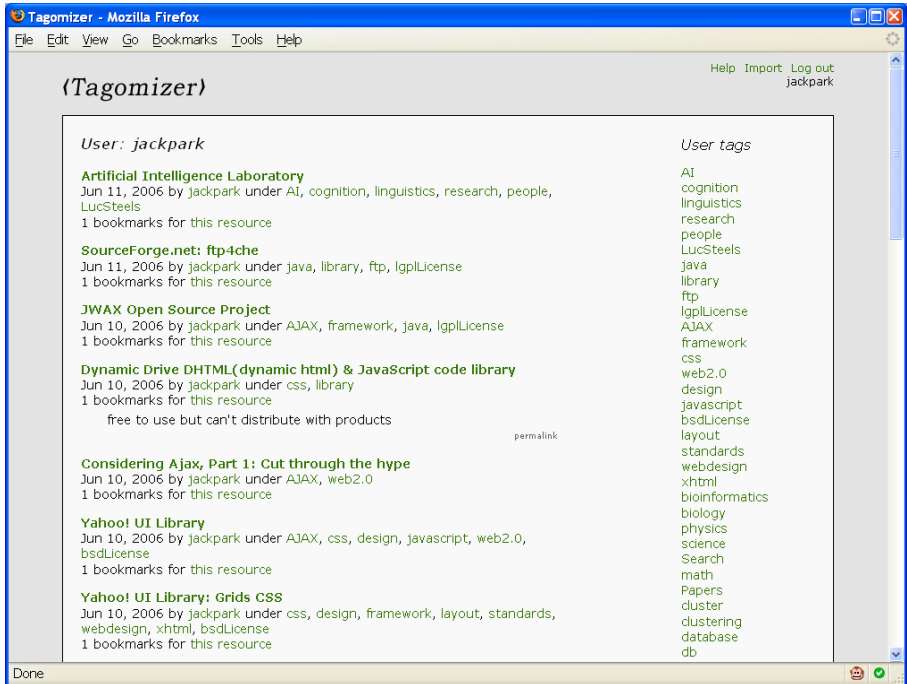 Tagomizer - Mozilla Firefox
File Edit View Go Bookmarks Tools Help
Help Import Log out
jackpark
⟨Tagomizer⟩
User: jackpark
Artificial Intelligence Laboratory
Jun 11, 2006 by jackpark under AI, cognition, linguistics, research, people,
LucSteels
1 bookmarks for this resource
SourceForge.net: ftp4che
Jun 11, 2006 by jackpark under java, library, ftp, lgplLicense
1 bookmarks for this resource
JWAX Open Source Project
Jun 10, 2006 by jackpark under AJAX, framework, java, lgplLicense
1 bookmarks for this resource
Dynamic Drive DHTML(dynamic html) & JavaScript code library
Jun 10, 2006 by jackpark under css, library
1 bookmarks for this resource
free to use but can't distribute with products
permalink
Considering Ajax, Part 1: Cut through the hype
Jun 10, 2006 by jackpark under AJAX, web2.0
1 bookmarks for this resource
Yahoo! UI Library
Jun 10, 2006 by jackpark under AJAX, css, design, javascript, web2.0,
bsdLicense
1 bookmarks for this resource
Yahoo! UI Library: Grids CSS
Jun 10, 2006 by jackpark under css, design, framework, layout, standards,
webdesign, xhtml, bsdLicense
1 bookmarks for this resource
User tags
AI
cognition
linguistics
research
people
LucSteels
java
library
ftp
lgplLicense
AJAX
framework
css
web2.0
design
javascript
bsdLicense
layout
standards
webdesign
xhtml
bioinformatics
biology
physics
science
Search
math
Papers
cluster
clustering
database
db
Done